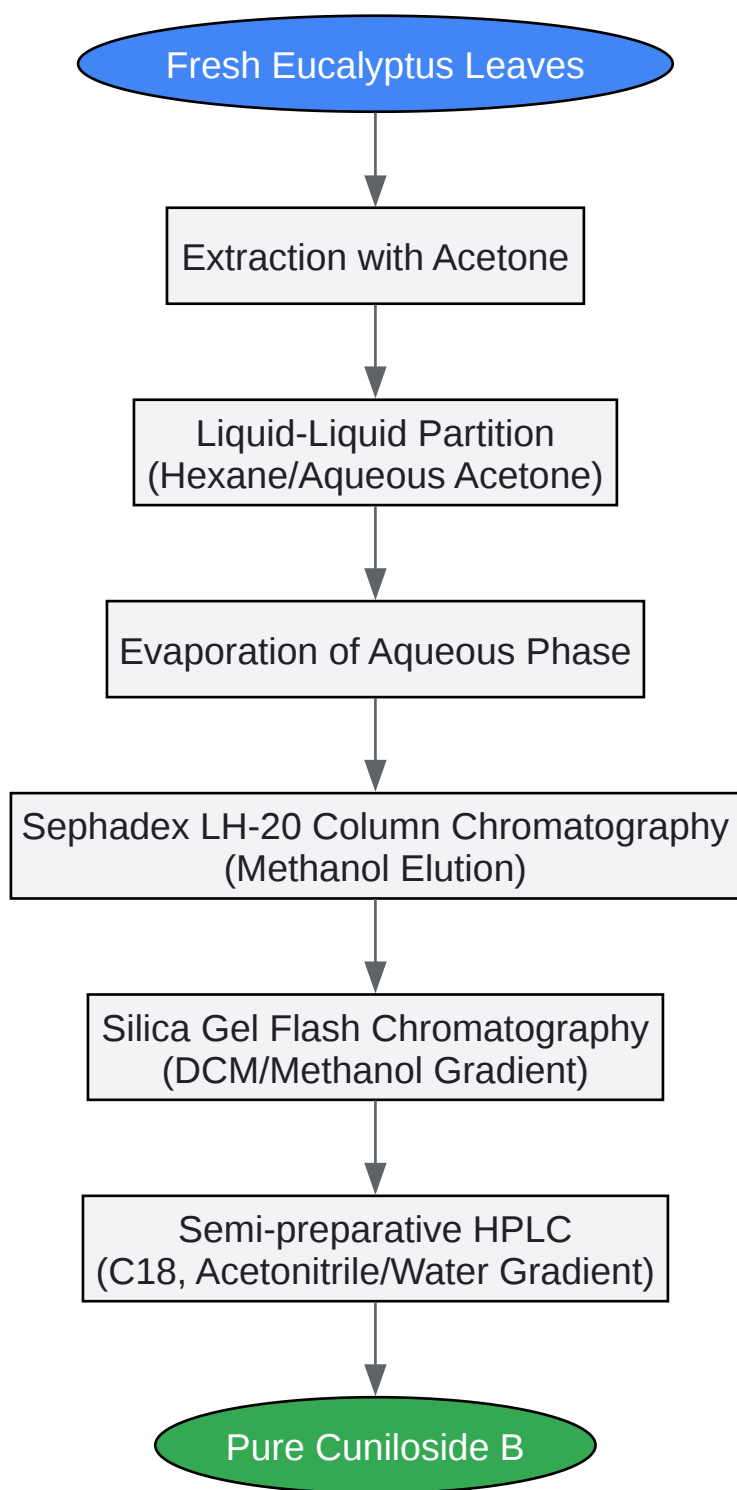 Fresh Eucalyptus Leaves
Extraction with Acetone
Liquid-Liquid Partition
(Hexane/Aqueous Acetone)
Evaporation of Aqueous Phase
Sephadex LH-20 Column Chromatography
(Methanol Elution)
Silica Gel Flash Chromatography
(DCM/Methanol Gradient)
Semi-preparative HPLC
(C18, Acetonitrile/Water Gradient)
Pure Cuniloside B